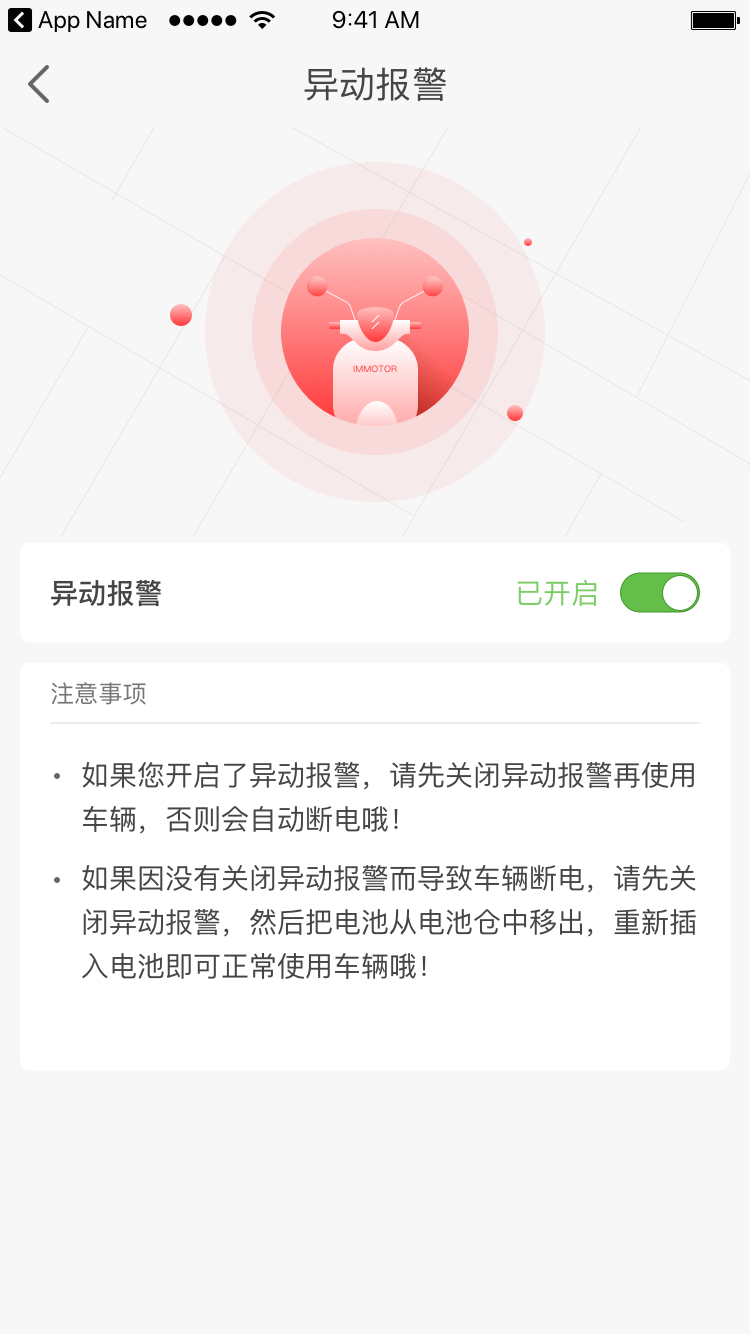 App Name 9:41 AM
异动报警
IMMOTOR
异动报警 已开启
注意事项
• 如果您开启了异动报警，请先关闭异动报警再使用
车辆，否则会自动断电哦！
• 如果因没有关闭异动报警而导致车辆断电，请先关
闭异动报警，然后把电池从电池仓中移出，重新插
入电池即可正常使用车辆哦！